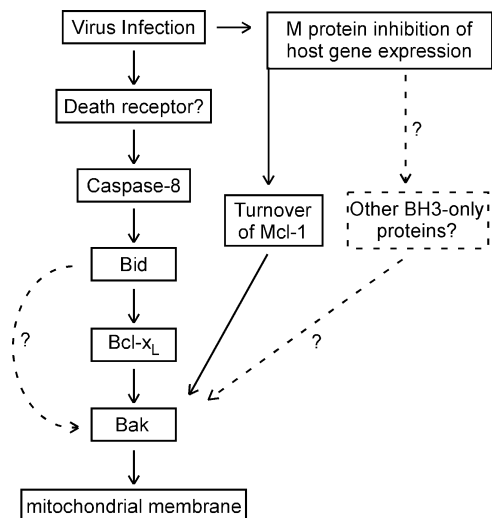 Virus Infection
M protein inhibition of
host gene expression
Death receptor?
?
Caspase-8
Turnover
of Mcl-1
Other BH3-only
proteins?
Bid
?
Bcl-xL
?
Bak
mitochondrial membrane